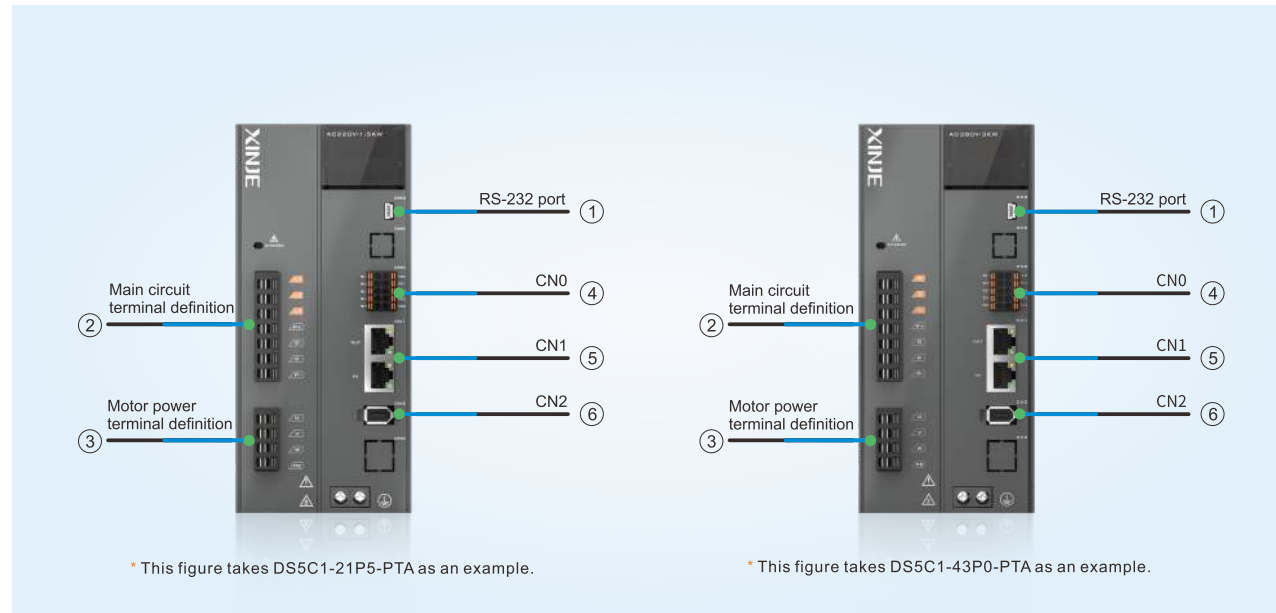 XINJE
AC220V-1.5KW
RS-232 port
1
CN0
4
Main circuit
terminal definition
2
CN1
5
CN2
6
Motor power
terminal definition
3
* This figure takes DS5C1-21P5-PTA as an example.
XINJE
AC380V-3KW
RS-232 port
1
CN0
4
Main circuit
terminal definition
2
CN1
5
CN2
6
Motor power
terminal definition
3
* This figure takes DS5C1-43P0-PTA as an example.